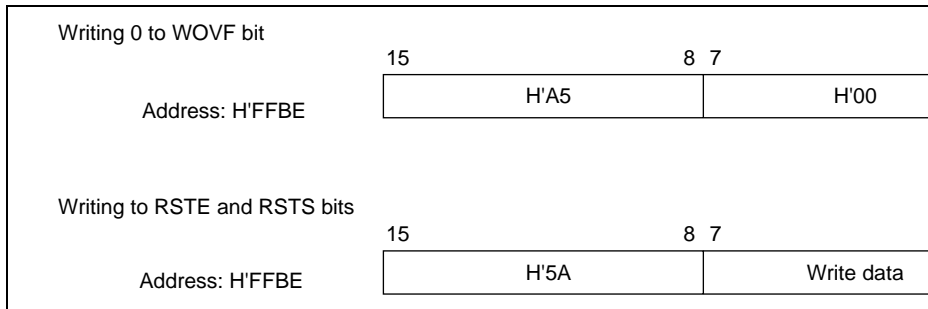 Writing 0 to WOVF bit
15 8 7
Address: H'FFBE H'A5 H'00
Writing to RSTE and RSTS bits
15 8 7
Address: H'FFBE H'5A Write data